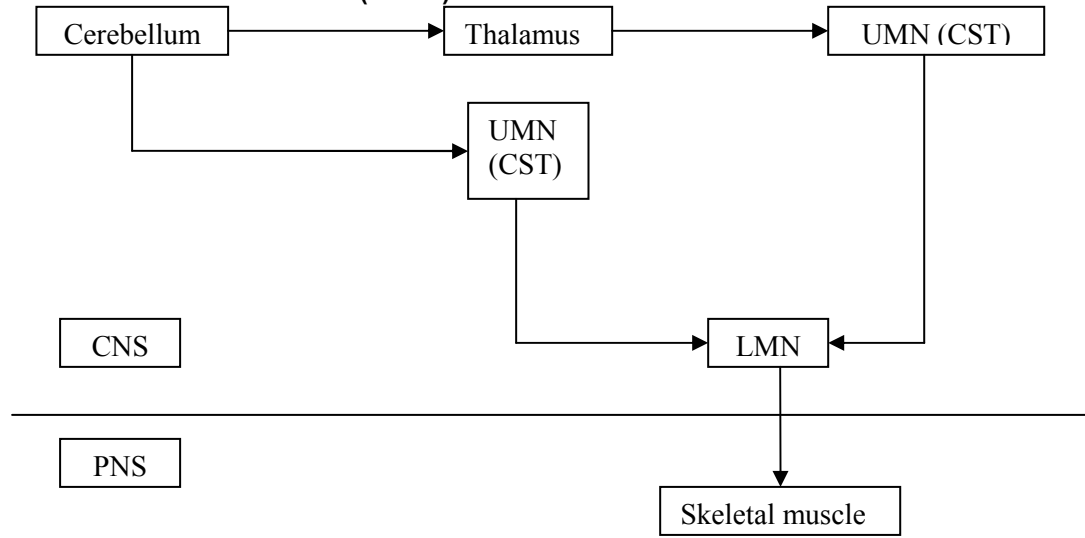 Cerebellum
Thalamus
UMN (CST)
UMN
(CST)
CNS
LMN
PNS
Skeletal muscle